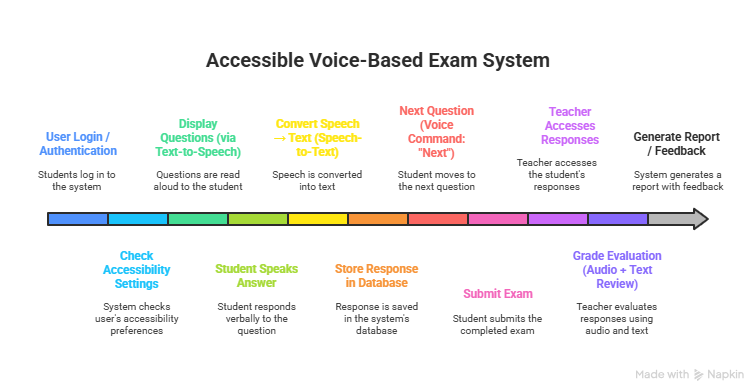 Accessible Voice-Based Exam System
User Login /
Authentication
Students log in to
the system
Check
Accessibility
Settings
System checks
user's accessibility
preferences
Display
Questions (via
Text-to-Speech)
Questions are read
aloud to the student
Student Speaks
Answer
Student responds
verbally to the
question
Convert Speech
→ Text (Speech-
to-Text)
Speech is converted
into text
Store Response
in Database
Response is saved
in the system's
database
Next Question
(Voice
Command:
"Next")
Student moves to
the next question
Submit Exam
Student submits the
completed exam
Teacher
Accesses
Responses
Teacher accesses
the student's
responses
Grade Evaluation
(Audio + Text
Review)
Teacher evaluates
responses using
audio and text
Generate Report
/ Feedback
System generates a
report with feedback
Made with Napkin